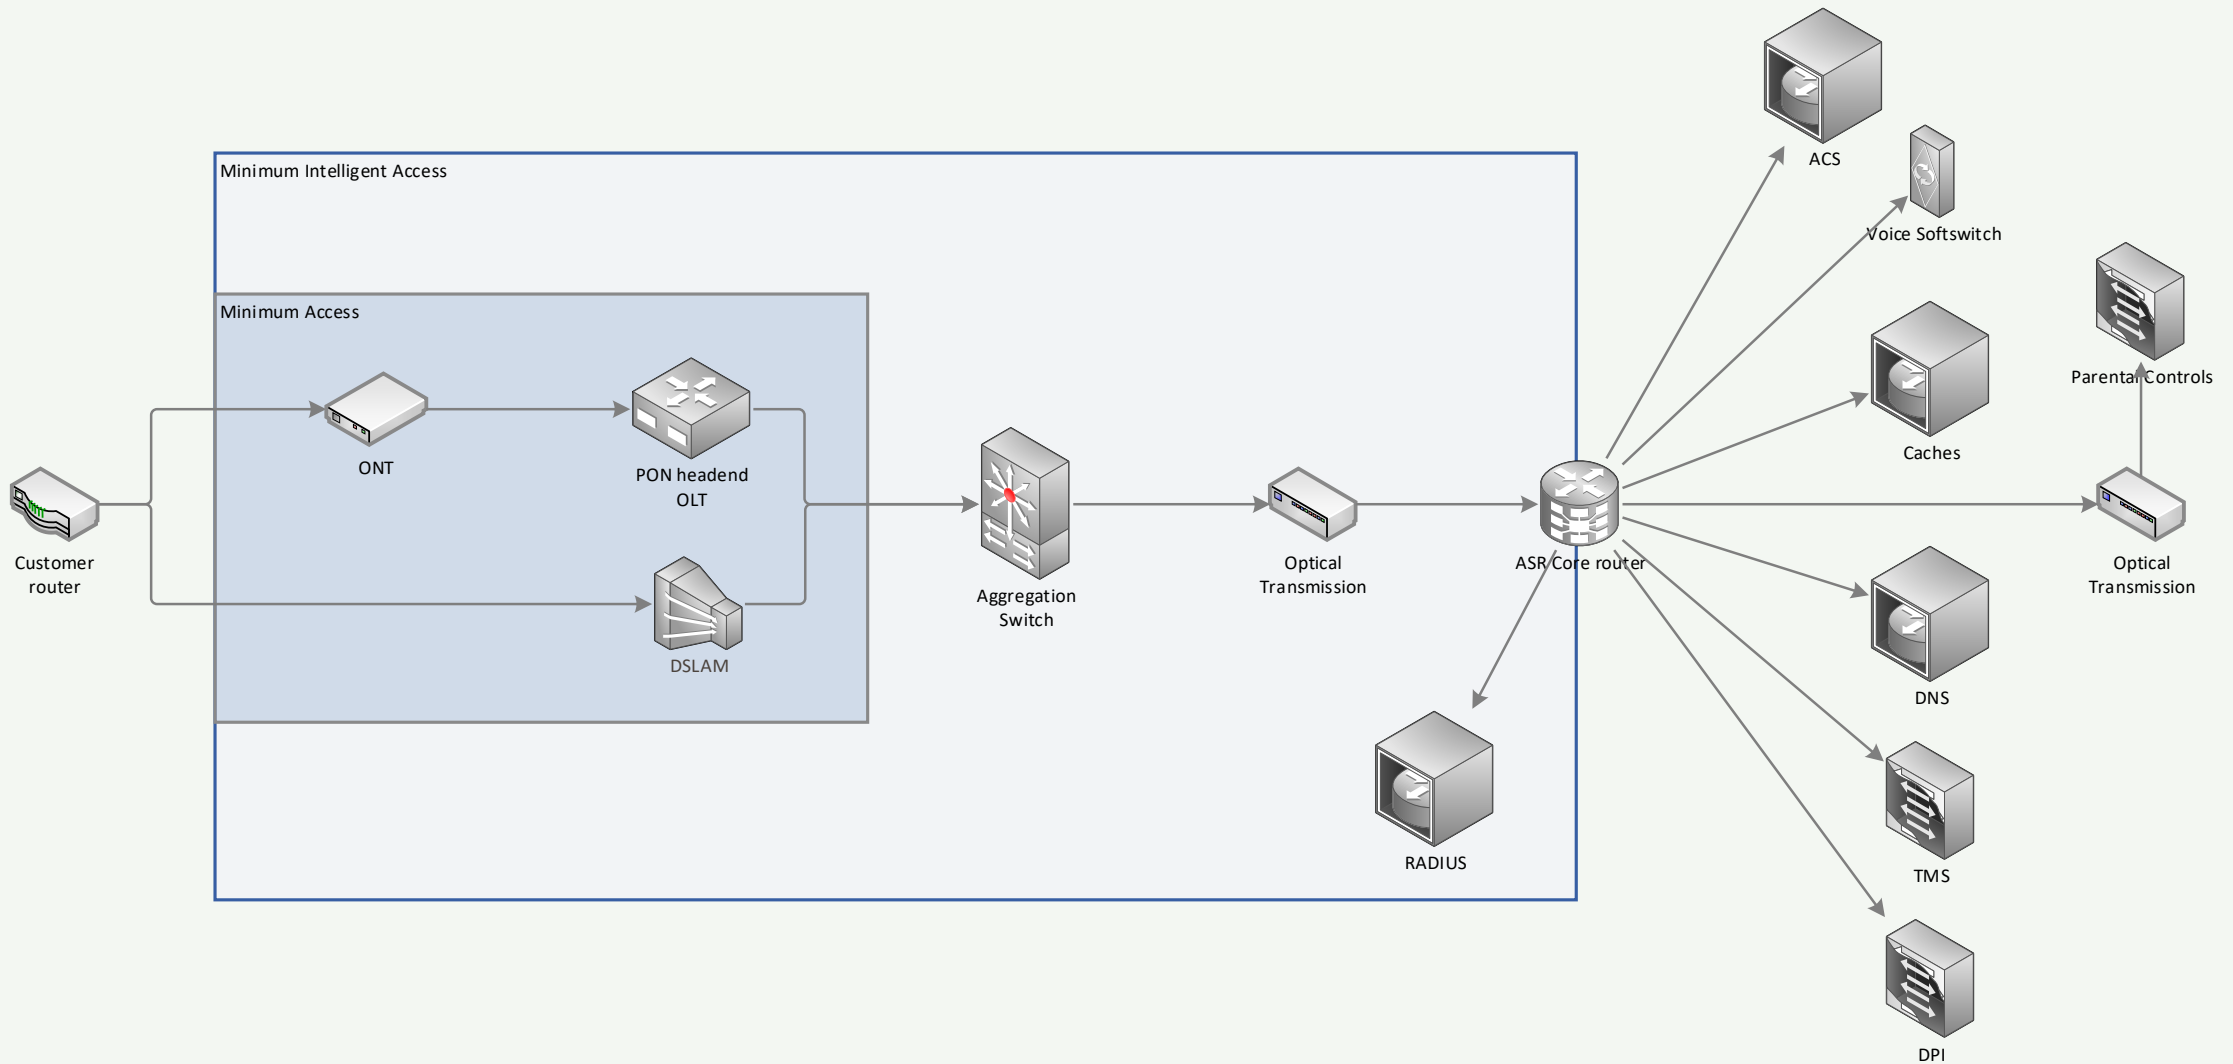 ACS
Minimum Intelligent Access
Voice Softswitch
Minimum Access
Parental Controls
Caches
ONT
PON headend
OLT
Customer
router
Optical
Transmission
ASR Core router
Optical
Transmission
Aggregation
Switch
DSLAM
DNS
RADIUS
TMS
DPI